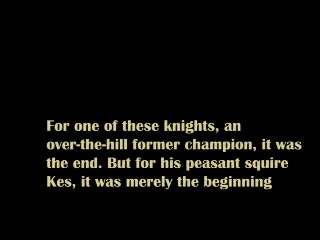 For one of these knights, an
over-the-hill former champion, it was
the end. But for his peasant squire
Kes, it was merely the beginning